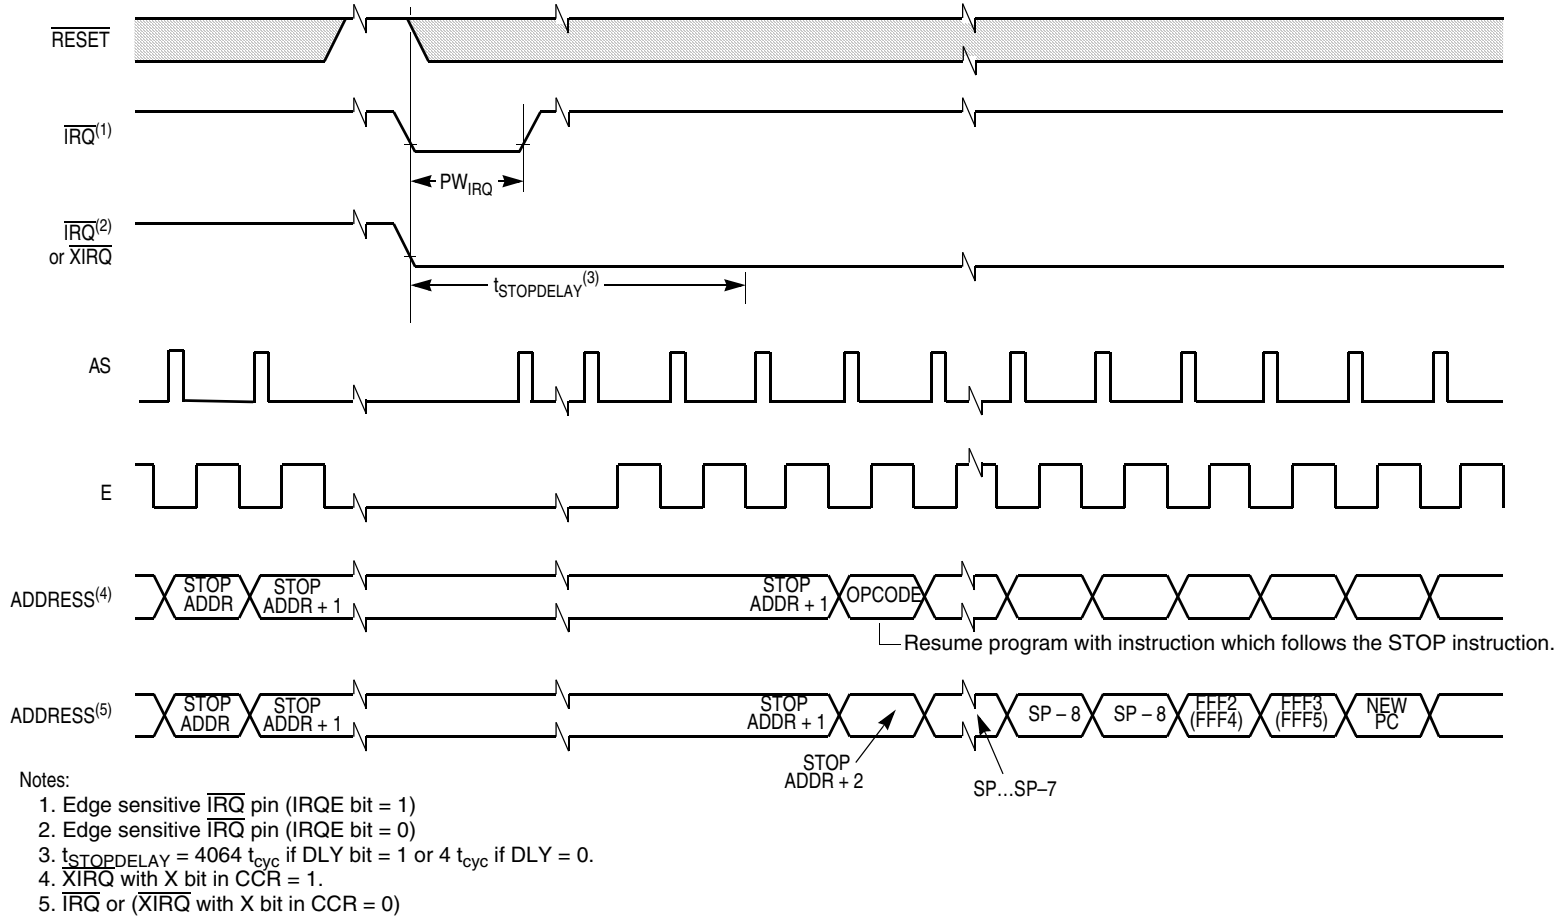 RESET
IRQ(1)
PWIRQ
IRQ(2)
or XIRQ
tSTOPDELAY(3)
AS
E
ADDRESS(4)
STOP
ADDR
STOP
ADDR + 1
STOP
ADDR + 1
OPCODE
Resume program with instruction which follows the STOP instruction.
ADDRESS(5)
STOP
ADDR
STOP
ADDR + 1
STOP
ADDR + 1
SP – 8
SP – 8
FFF2
(FFF4)
FFF3
(FFF5)
NEW
PC
STOP
ADDR + 2
SP…SP–7
Notes:
1. Edge sensitive IRQ pin (IRQE bit = 1)
2. Edge sensitive IRQ pin (IRQE bit = 0)
3. tSTOPDELAY = 4064 tcyc if DLY bit = 1 or 4 tcyc if DLY = 0.
4. XIRQ with X bit in CCR = 1.
5. IRQ or (XIRQ with X bit in CCR = 0)